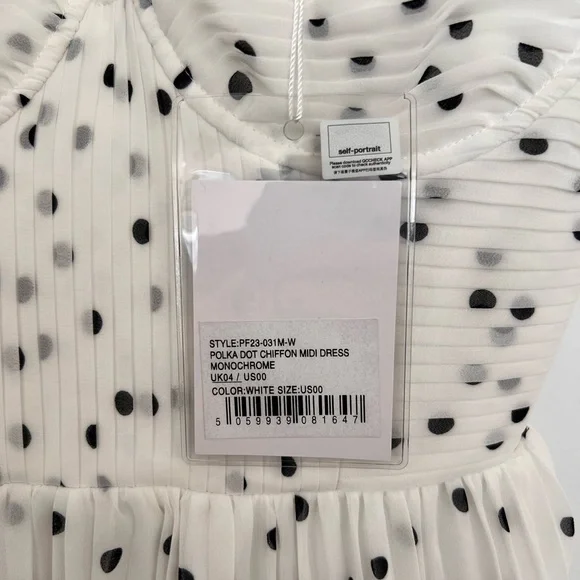 self-portrait
Please download QCCHECK APP
STYLE:PF23-031M-W
POLKA DOT CHIFFON MIDI DRESS
MONOCHROME
UK04 / US00
COLOR:WHITE SIZE:US00
5 059939 081647